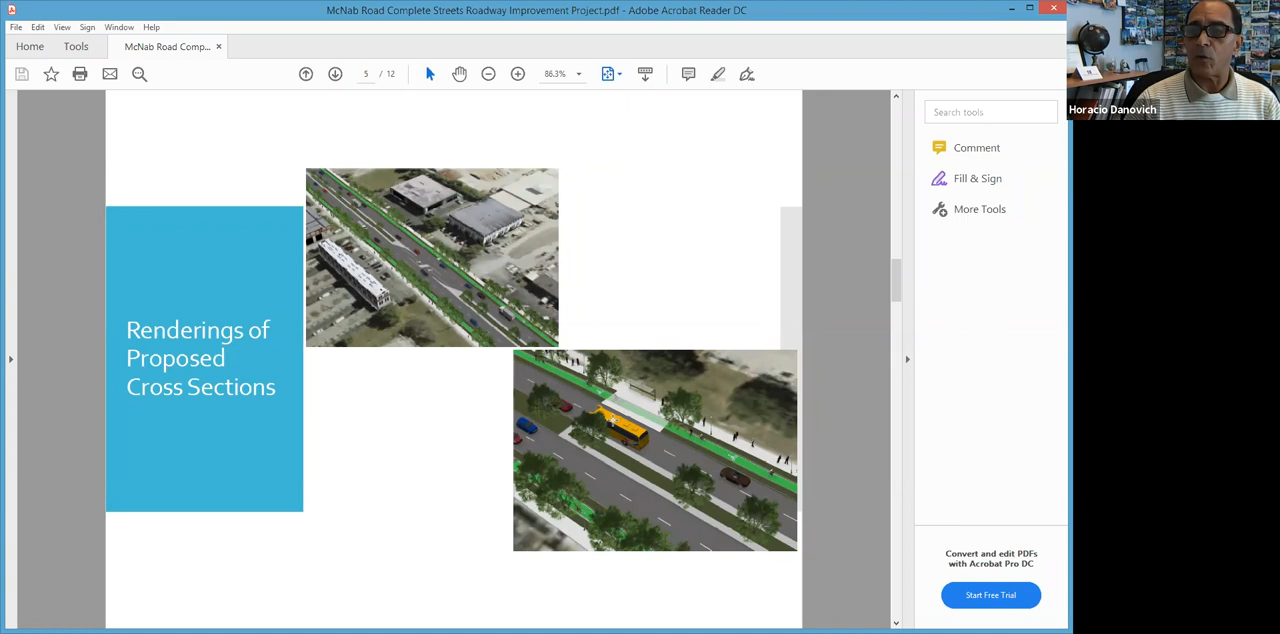 McNab Road Complete Streets Roadway Improvement Project.pdf - Adobe Acrobat Reader DC
File Edit View Sign Window Help
Home Tools McNab Road Comp... ×
5 / 12 86.3%
Horacio Danovich
Search tools
Comment
Fill & Sign
More Tools
Renderings of
Proposed
Cross Sections
Convert and edit PDFs
with Acrobat Pro DC
Start Free Trial